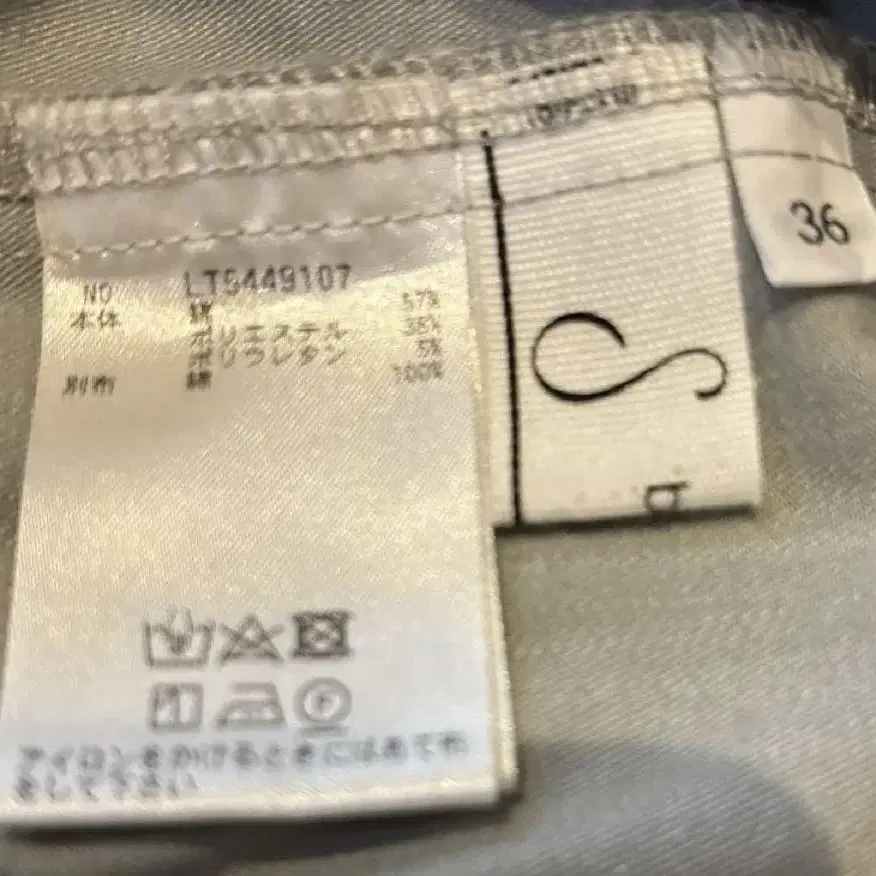 NO LTS449107
本体 綿 57%
ポリエステル 38%
ポリウレタン 5%
別布 綿 100%
アイロンをかけるときにはあて布
をして下さい
S
36